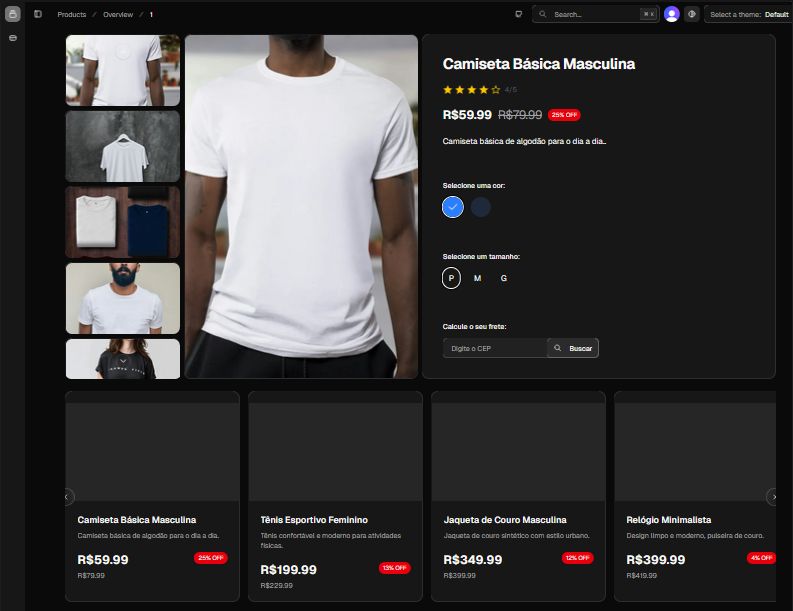 Products / Overview / 1
Search...
⌘ K
Select a theme: Default
Camiseta Básica Masculina
4/5
R$59.99 R$79.99 25% OFF
Camiseta básica de algodão para o dia a dia..
Selecione uma cor:
Selecione um tamanho:
P M G
Calcule o seu frete:
Digite o CEP
Buscar
Camiseta Básica Masculina
Camiseta básica de algodão para o dia a dia.
R$59.99
25% OFF
R$79.99
Tênis Esportivo Feminino
Tênis confortável e moderno para atividades
físicas.
R$199.99
13% OFF
R$229.99
Jaqueta de Couro Masculina
Jaqueta de couro sintético com estilo urbano.
R$349.99
12% OFF
R$399.99
Relógio Minimalista
Design limpo e moderno, pulseira de couro.
R$399.99
4% OFF
R$419.99